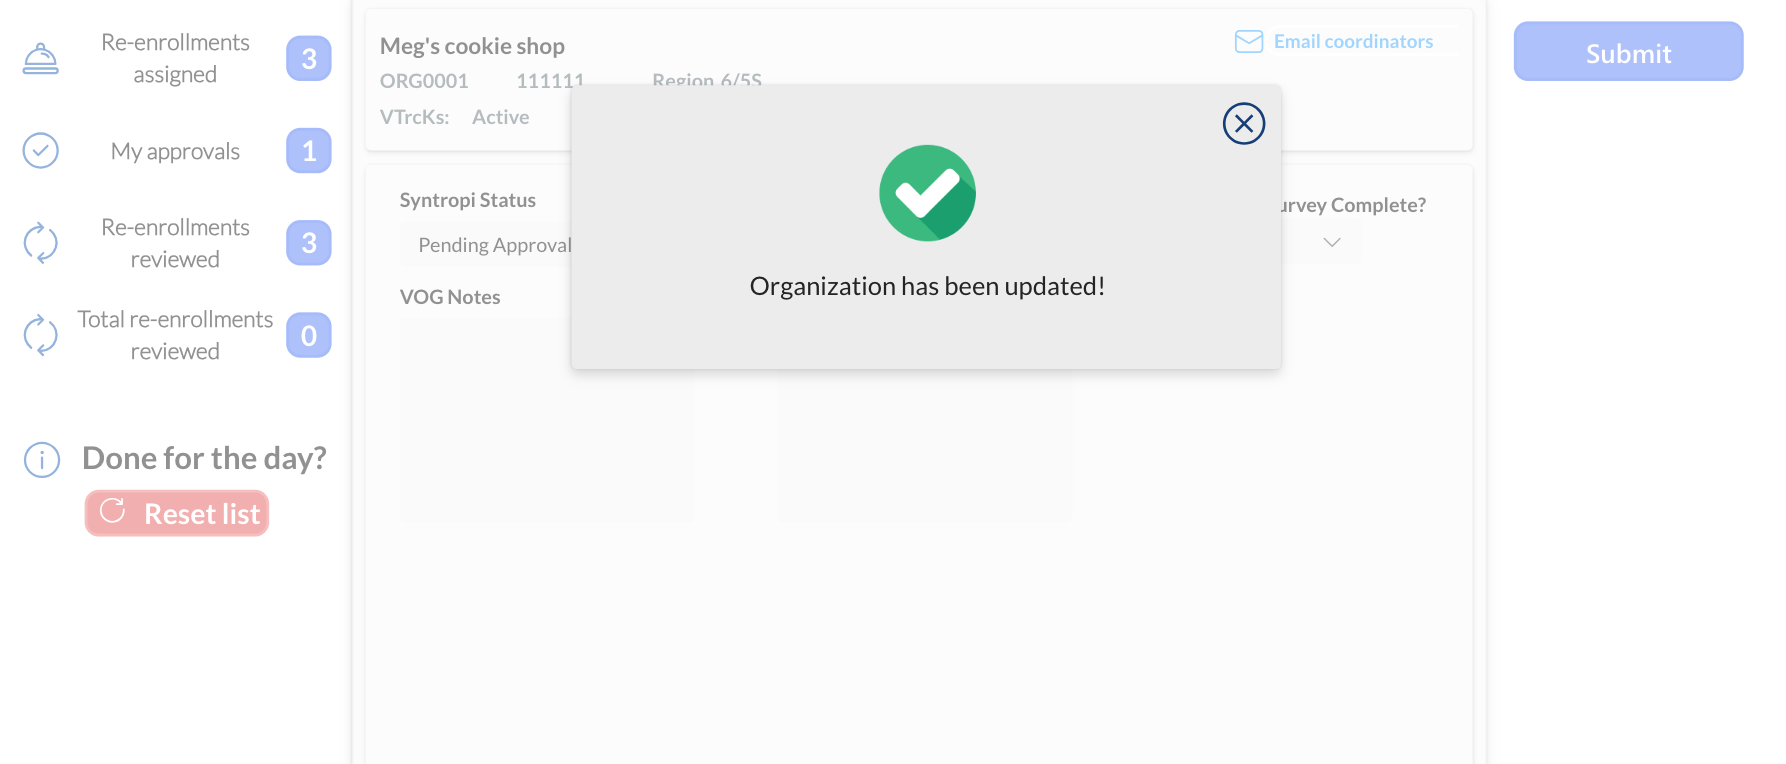 Re-enrollments
assigned
3
My approvals
1
Re-enrollments
reviewed
3
Total re-enrollments
reviewed
0
Done for the day?
Reset list
Meg's cookie shop
Email coordinators
ORG0001 111111 Region 6/5S
VTrcKs: Active
Syntropi Status
urvey Complete?
Pending Approval
VOG Notes
Organization has been updated!
Submit